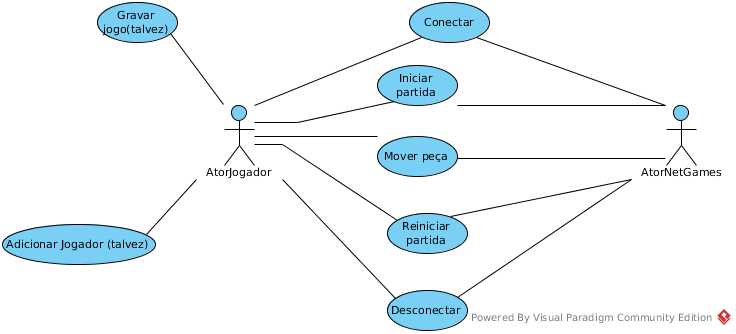 Gravar
jogo(talvez)
Conectar
Iniciar
partida
Mover peça
AtorJogador
AtorNetGames
Reiniciar
partida
Adicionar Jogador (talvez)
Desconectar
Powered By Visual Paradigm Community Edition